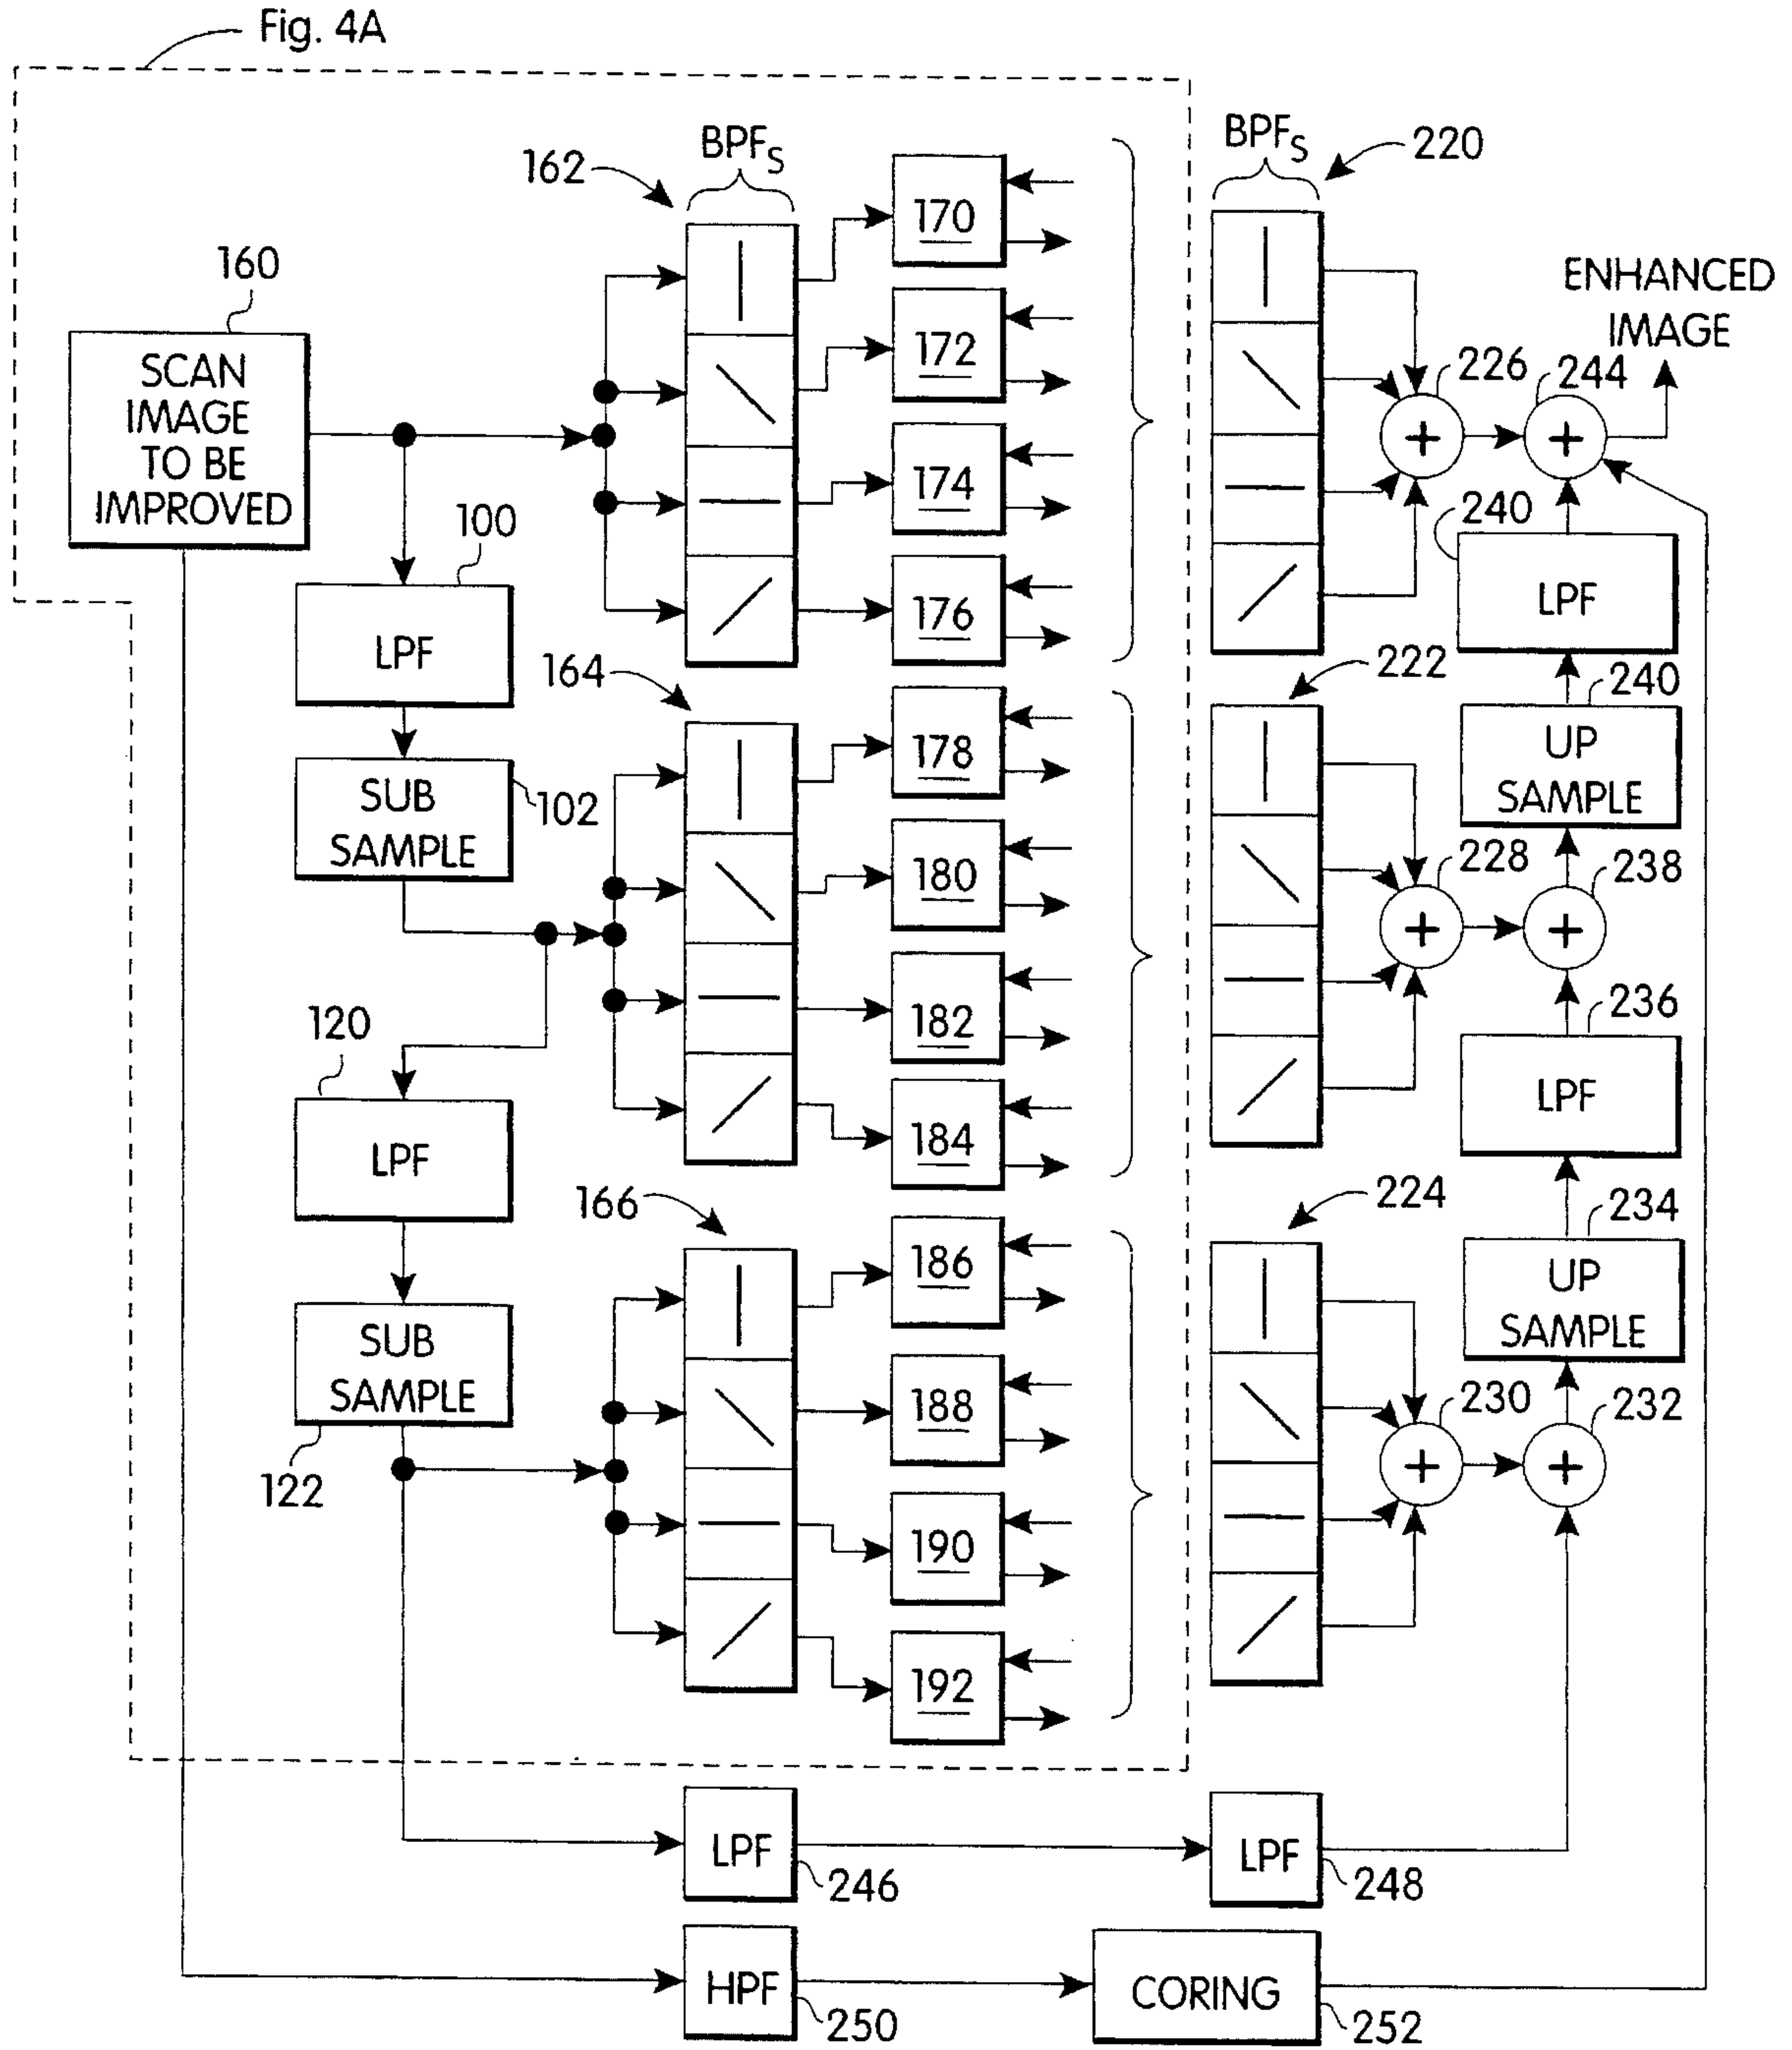 Fig. 4A
BPFS
162
170
172
174
176
160
SCAN
IMAGE
TO BE
IMPROVED
100
LPF
102
SUB
SAMPLE
164
178
180
182
184
120
LPF
SUB
SAMPLE
122
166
186
188
190
192
BPFS
220
ENHANCED
IMAGE
226
244
+
+
240
LPF
222
240
UP
SAMPLE
228
238
+
+
236
LPF
224
234
UP
SAMPLE
230
232
+
+
LPF
246
LPF
248
HPF
250
CORING
252